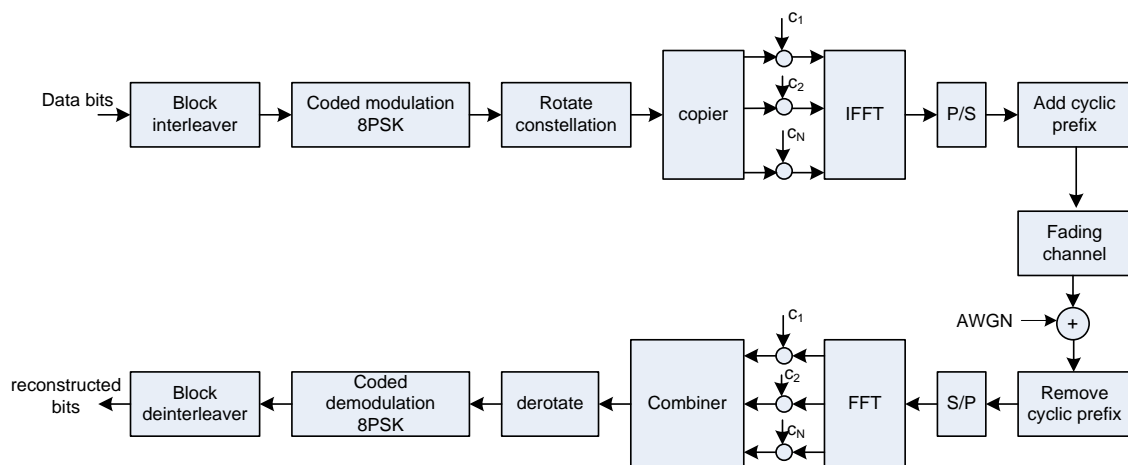 Data bits
Block
interleaver
Coded modulation
8PSK
Rotate
constellation
copier
c1
c2
cN
IFFT
P/S
Add cyclic
prefix
Fading
channel
AWGN
+
Remove
cyclic prefix
S/P
FFT
c1
c2
cN
Combiner
derotate
Coded
demodulation
8PSK
Block
deinterleaver
reconstructed
bits